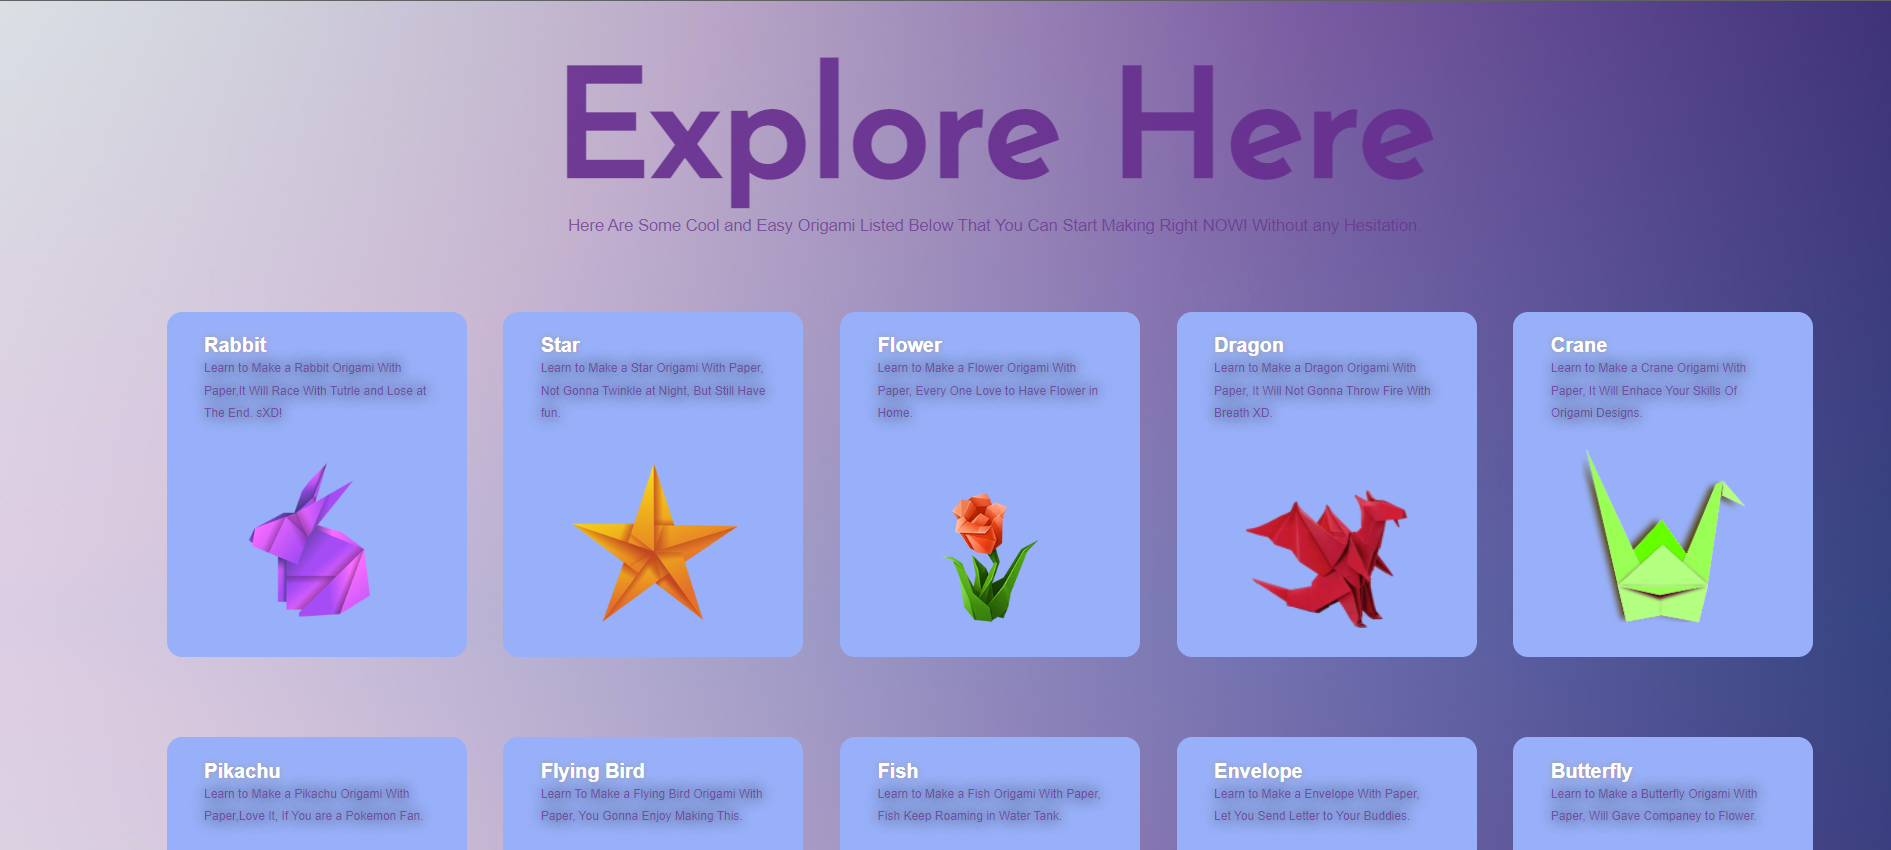 Explore Here
Here Are Some Cool and Easy Origami Listed Below That You Can Start Making Right NOW! Without any Hesitation.
Rabbit
Learn to Make a Rabbit Origami With
Paper,It Will Race With Tutrle and Lose at
The End. sXD!
Star
Learn to Make a Star Origami With Paper,
Not Gonna Twinkle at Night, But Still Have
fun.
Flower
Learn to Make a Flower Origami With
Paper, Every One Love to Have Flower in
Home.
Dragon
Learn to Make a Dragon Origami With
Paper, It Will Not Gonna Throw Fire With
Breath XD.
Crane
Learn to Make a Crane Origami With
Paper, It Will Enhace Your Skills Of
Origami Designs.
Pikachu
Learn to Make a Pikachu Origami With
Paper,Love It, If You are a Pokemon Fan.
Flying Bird
Learn To Make a Flying Bird Origami With
Paper, You Gonna Enjoy Making This.
Fish
Learn to Make a Fish Origami With Paper,
Fish Keep Roaming in Water Tank.
Envelope
Learn to Make a Envelope With Paper,
Let You Send Letter to Your Buddies.
Butterfly
Learn to Make a Butterfly Origami With
Paper, Will Gave Companey to Flower.